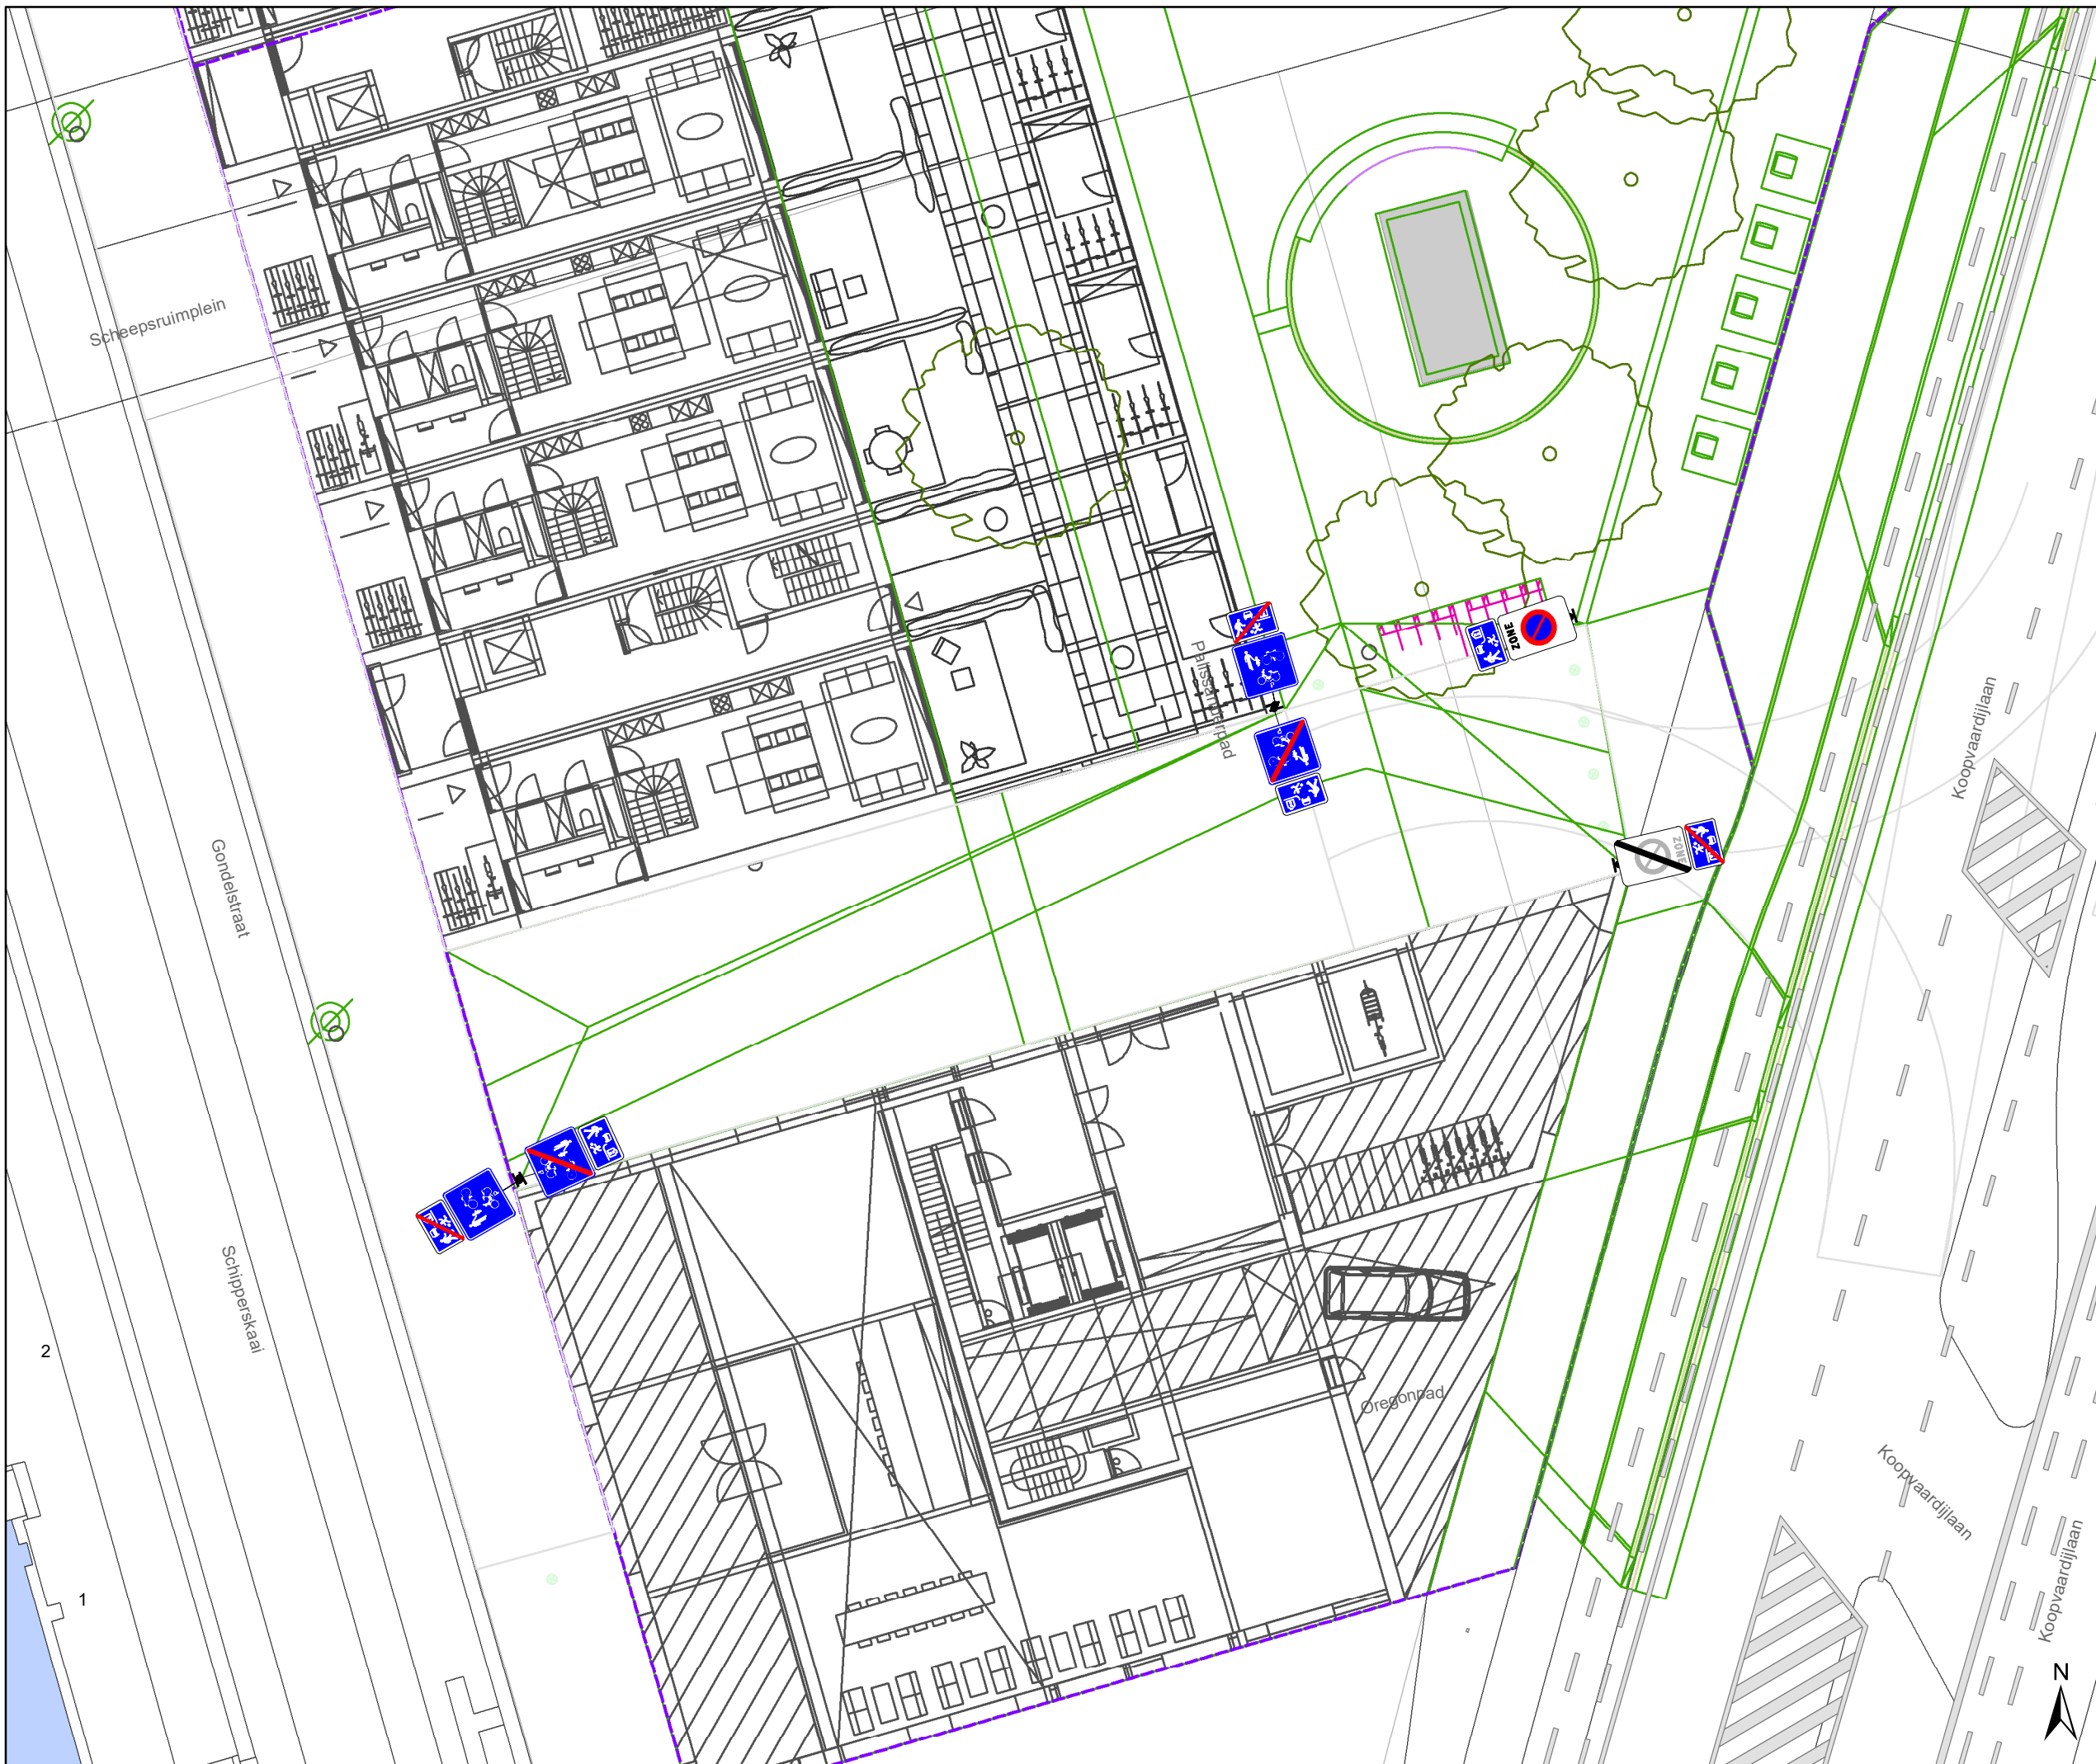 Scheepsruimplein
Palissanderpad
ZONE
Koopvaardijlaan
ZONE
Gondelstraat
Schipperskaai
2
Oregonpad
Koopvaardijlaan
1
Koopvaardijlaan
N